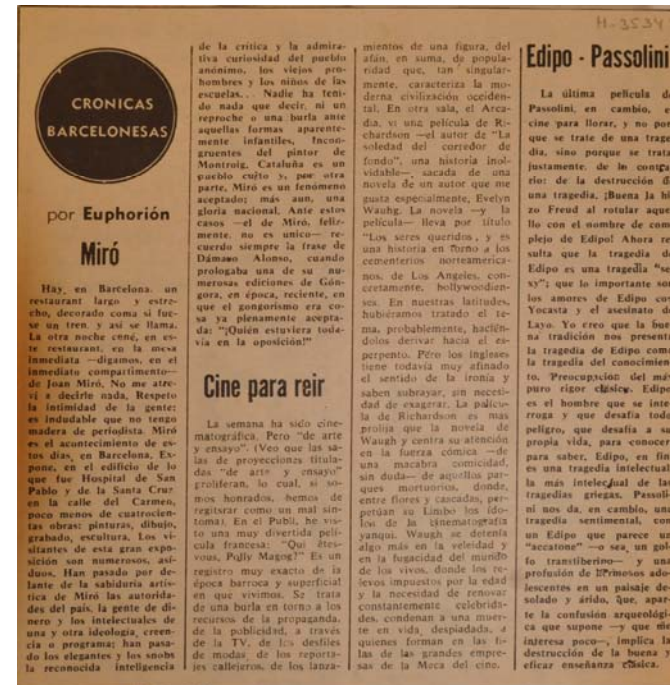 H-3534
CRONICAS
BARCELONESAS
por Euphorión
Miró
Hay, en Barcelona, un
restaurant largo y estre-
cho, decorado como si fue-
se un tren, y así se llama.
La otra noche cené, en es-
te restaurant, en la mesa
inmediata —digamos, en el
inmediato compartimento—
de Joan Miró. No me atre-
ví a decirle nada. Respeto
la intimidad de la gente:
es indudable que no tengo
madera de periodista. Miró
es el acontecimiento de es-
tos días, en Barcelona. Ex-
pone, en el edificio de lo
que fue Hospital de San
Pablo y de la Santa Cruz,
en la calle del Carmen,
poco menos de cuatrocien-
tas obras: pinturas, dibujo,
grabado, escultura. Los vi-
sitantes de esta gran expo-
sición son numerosos, asi-
duos. Han pasado por de-
lante de la sabiduría artís-
tica de Miró las autorida-
des del país, la gente de di-
nero y los intelectuales de
una y otra ideología, creen-
cia o programa; han pasa-
do los elegantes y los snobs
la reconocida inteligencia
de la crítica y la admira-
tiva curiosidad del pueblo
anónimo, los viejos pro-
hombres y los niños de las
escuelas... Nadie ha teni-
do nada que decir, ni un
reproche o una burla ante
aquellas formas aparente-
mente infantiles, incon-
gruentes del pintor de
Montroig. Cataluña es un
pueblo culto y, por otra
parte, Miró es un fenómeno
aceptado; más aun, una
gloria nacional. Ante estos
casos —el de Miró, feliz-
mente, no es unico— re-
cuerdo siempre la frase de
Dámaso Alonso, cuando
prologaba una de su nu-
merosas ediciones de Gón-
gora, en época, reciente, en
que el gongorismo era co-
sa ya plenamente acepta-
da: "¡Quién estuviera toda-
vía en la oposición!"
Cine para reir
La semana ha sido cine-
matográfica. Pero "de arte
y ensayo". (Veo que las sa-
las de proyecciones titula-
das "de arte y ensayo"
proliferan, lo cual, si so-
mos honrados, hemos de
regitsrar como un mal sín-
toma). En el Publi, he vis-
to una muy divertida pelí-
cula francesa: "Qui êtes-
vous, Polly Magoo?" Es un
registro muy exacto de la
época barroca y superficial
en que vivimos. Se trata
de una burla en torno a los
recursos de la propaganda,
de la publicidad, a través
de la TV, de los desfiles
de modas, de los reporta-
jes callejeros, de los lanza-
mientos de una figura, del
afán, en suma, de popula-
ridad que, tan singular-
mente, caracteriza la mo-
derna civilización occiden-
tal. En otra sala, el Arca-
dia, ví una película de Ri-
chardson —el autor de "La
soledad del corredor de
fondo", una historia inol-
vidable— sacada de una
novela de un autor que me
gusta especialmente, Evelyn
Wauhg. La novela —y la
película— lleva por título
"Los seres queridos, y es
una historia en torno a los
cementerios norteamerica-
nos, de Los Angeles, con-
cretamente, hollywoodien-
ses. En nuestras latitudes,
hubiéramos tratado el te-
ma, probablemente, hacién-
dolos derivar hacia el es-
perpento. Pero los ingleses
tiene todavía muy afinado
el sentido de la ironía y
saben subrayar, sin necesi-
dad de exagerar. La pelícu-
la de Richardson es mas
prolija que la novela de
Waugh y centra su atención
en la fuerza cómica —de
una macabra comicidad,
sin duda— de aquellos par-
ques mortuorios, donde,
entre flores y cascadas, per-
petúan su Limbo los ído-
los de la cinematografía
yanqui. Waugh se detenía
algo más en la veleidad y
en la fugacidad del mundo
de los vivos, donde los re-
levos impuestos por la edad
y la necesidad de renovar
constantemente celebrida-
des, condenan a una muer-
te en vida, despiadada, a
quienes forman en las fi-
las de las grandes empre-
sas de la Meca del cine.
Edipo - Passolini
La última película de
Passolini, en cambio,
cine para llorar, y no por
que se trate de una trage
dia, sino porque se trata
justamente, de lo contra
rio: de la destrucción de
una tragedia. ¡Buena la hi
zo Freud al rotular aque
llo con el nombre de com
plejo de Edipo! Ahora re
sulta que la tragedia de
Edipo es una tragedia "se
xy"; que lo importante son
los amores de Edipo con
Yocasta y el asesinato de
Layo. Yo creo que la bue
na tradición nos presenta
la tragedia de Edipo como
la tragedia del conocimien
to. Preocupación del más
puro rigor clásico. Edipo
es el hombre que se inte
rroga y que desafía todo
peligro, que desafía a su
propia vida, para conocer
para saber. Edipo, en fin
es una tragedia intelectual
la más intelectual de las
tragedias griegas. Passoli
ni nos da, en cambio, una
tragedia sentimental, con
un Edipo que parece un
"accatone" —o sea, un gol
fo transtiberino— y una
profusión de hermosos ado
lescentes en un paisaje de
solado y árido, que, apar
te la confusión arqueológi
ca que supone —y que me
interesa poco—, implica la
destrucción de la buena y
eficaz enseñanza clásica.